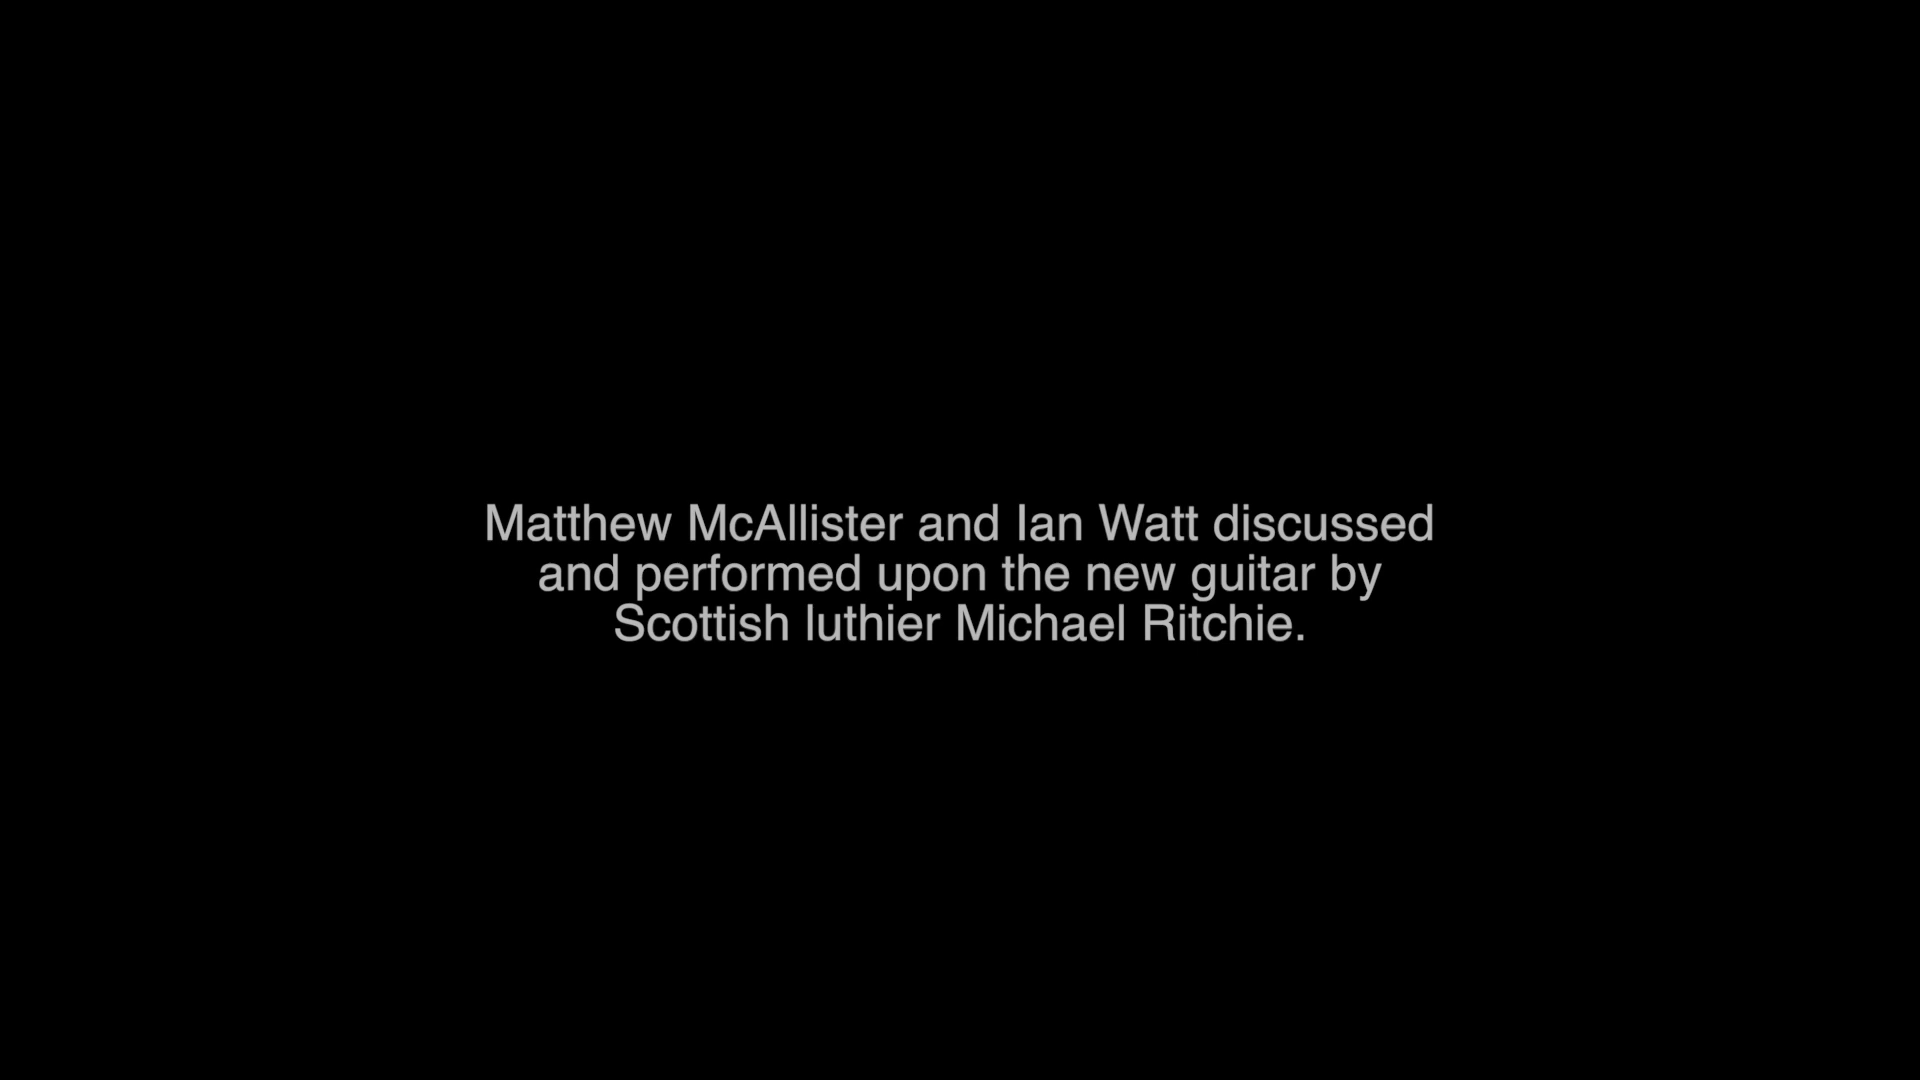 Matthew McAllister and Ian Watt discussed
and performed upon the new guitar by
Scottish luthier Michael Ritchie.